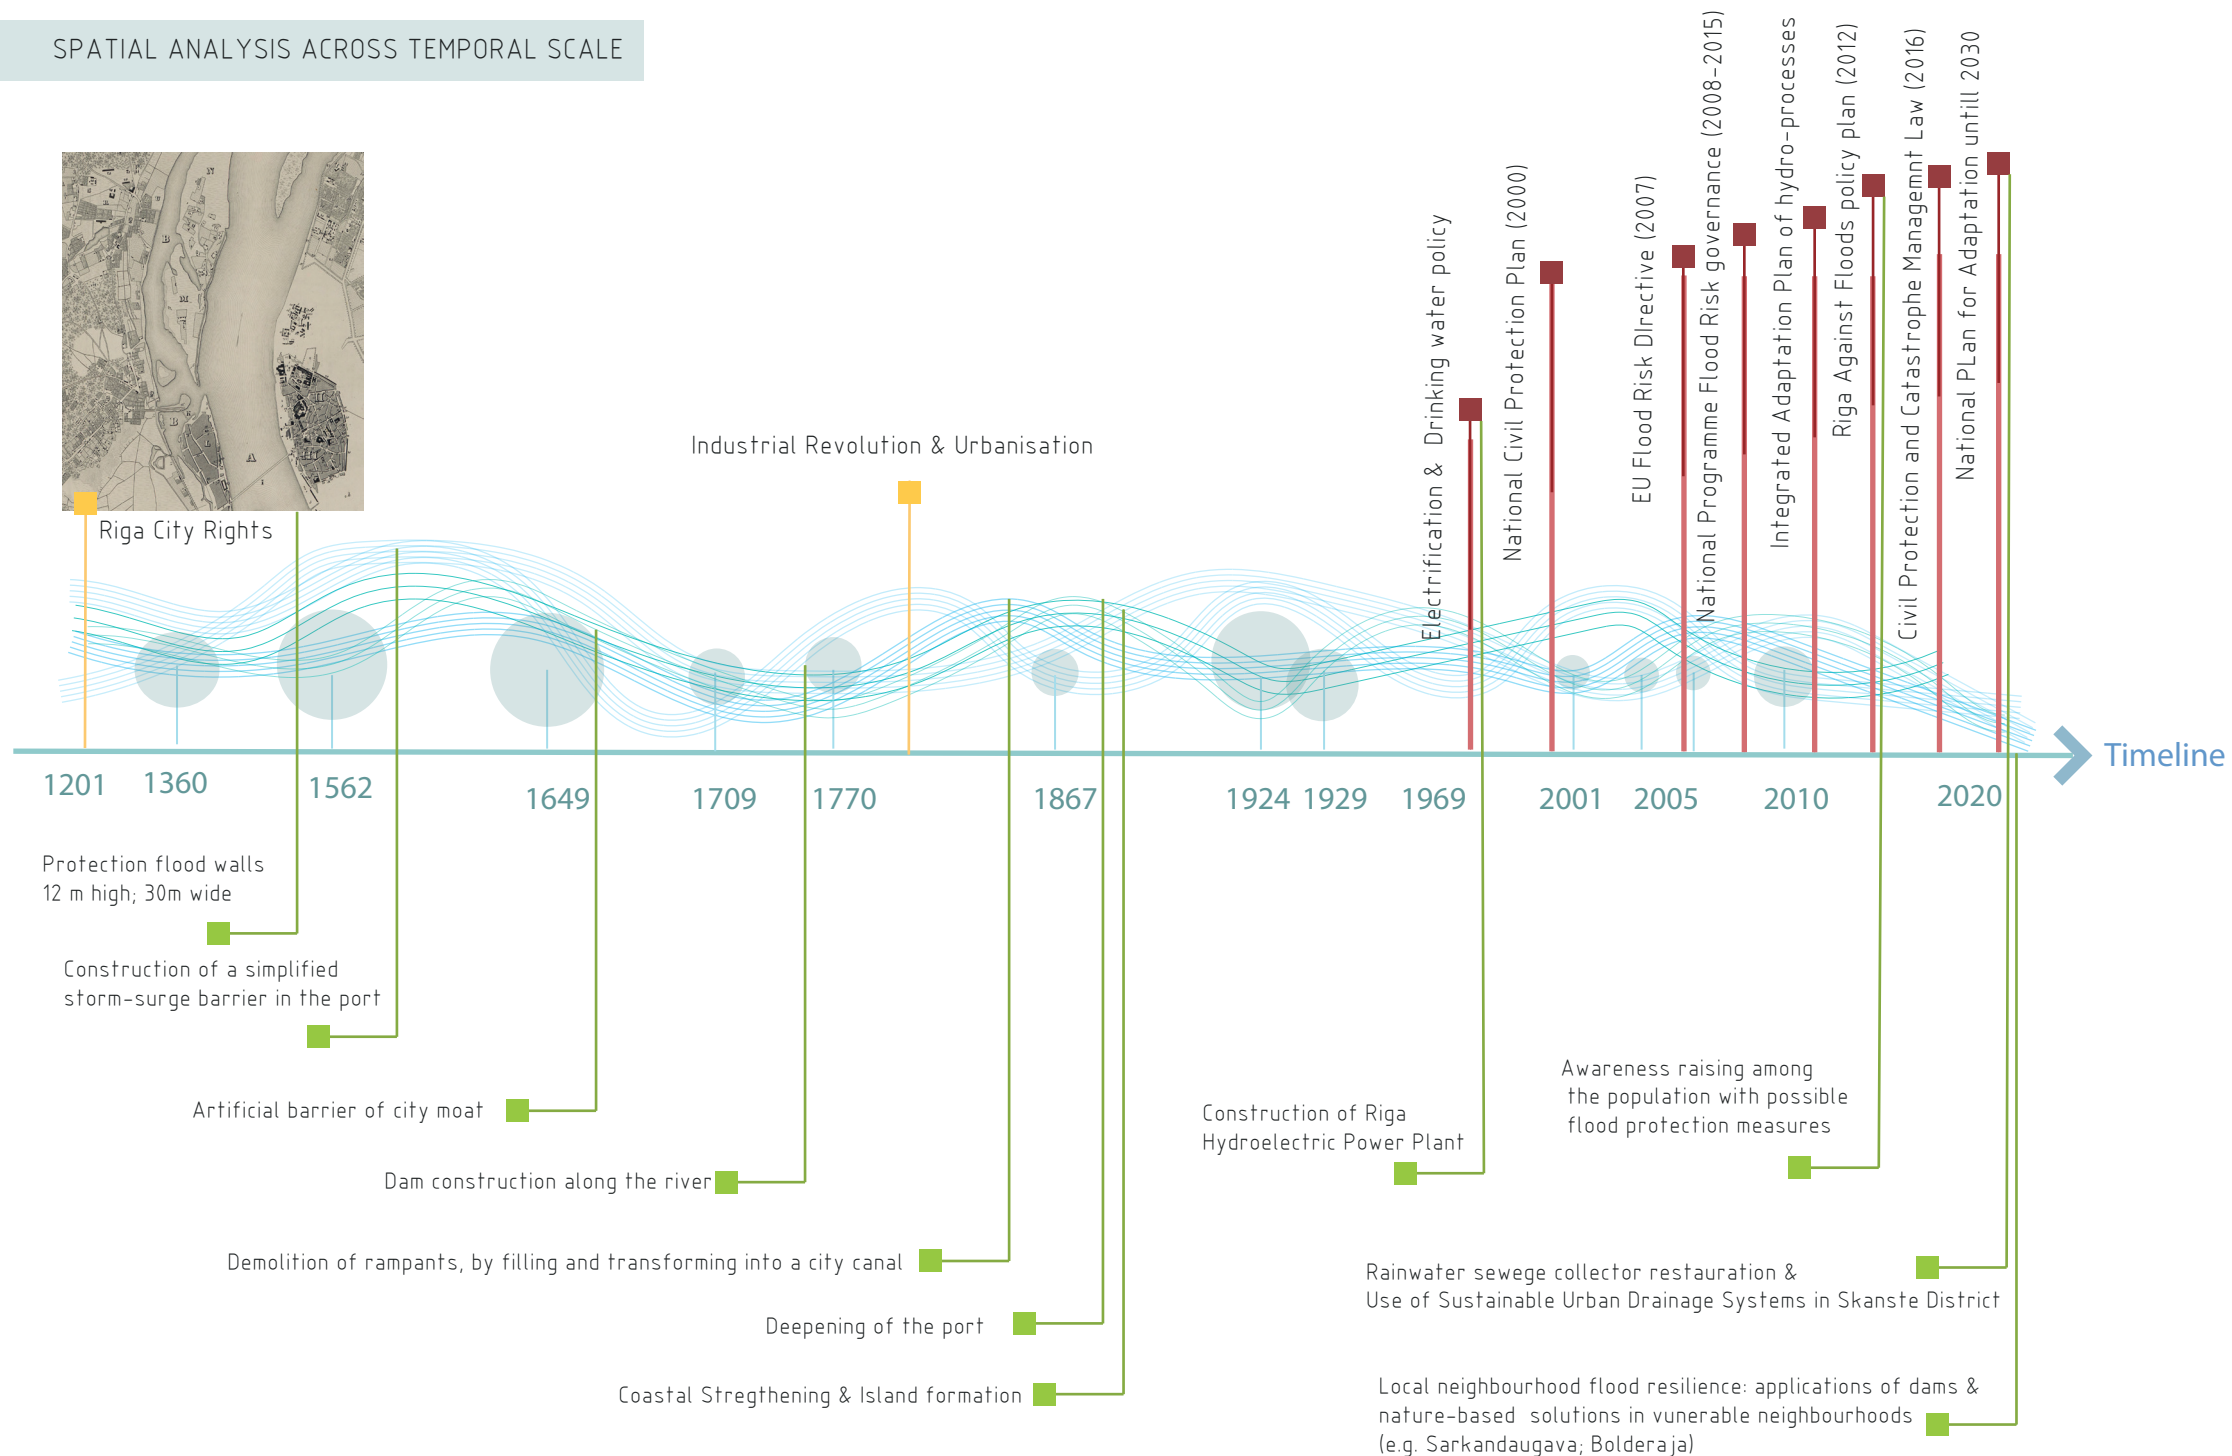 SPATIAL ANALYSIS ACROSS TEMPORAL SCALE
Riga City Rights
Industrial Revolution & Urbanisation
Electrification & Drinking water policy
National Civil Protection Plan (2000)
EU Flood Risk DIrective (2007)
National Programme Flood Risk governance (2008-2015)
Integrated Adaptation Plan of hydro-processes
Riga Against Floods policy plan (2012)
Civil Protection and Catastrophe Managemnt Law (2016)
National PLan for Adaptation untill 2030
Timeline
1201
1360
1562
1649
1709
1770
1867
1924
1929
1969
2001
2005
2010
2020
Protection flood walls
12 m high; 30m wide
Construction of a simplified
storm-surge barrier in the port
Artificial barrier of city moat
Dam construction along the river
Demolition of rampants, by filling and transforming into a city canal
Deepening of the port
Coastal Stregthening & Island formation
Construction of Riga
Hydroelectric Power Plant
Awareness raising among
the population with possible
flood protection measures
Rainwater sewege collector restauration &
Use of Sustainable Urban Drainage Systems in Skanste District
Local neighbourhood flood resilience: applications of dams &
nature-based solutions in vunerable neighbourhoods
(e.g. Sarkandaugava; Bolderaja)